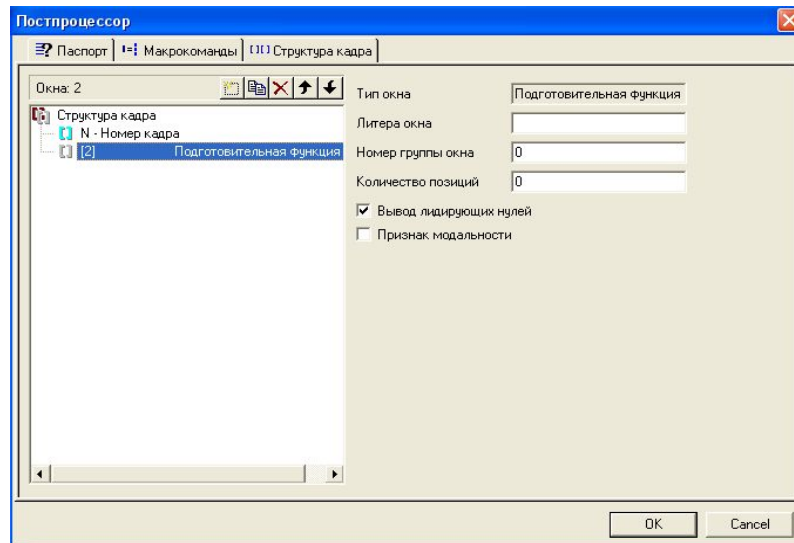 Постпроцессор
Паспорт Макрокоманды Структура кадра
Окна: 2
Структура кадра
N - Номер кадра
[2] Подготовительная функция
Тип окна Подготовительная функция
Литера окна
Номер группы окна 0
Количество позиций 0
Вывод лидирующих нулей
Признак модальности
OK Cancel